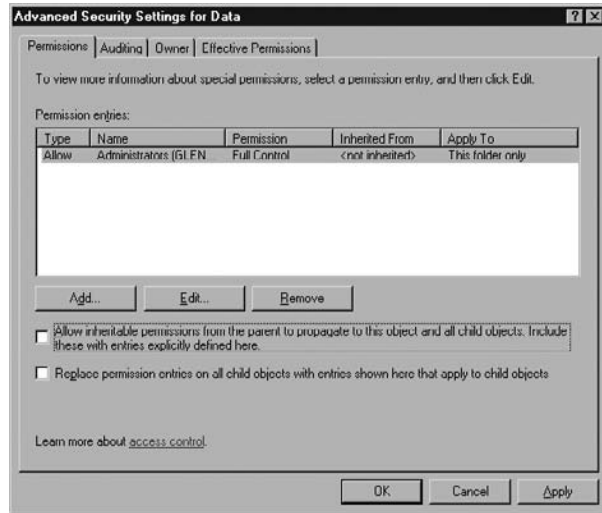 Advanced Security Settings for Data
Permissions Auditing Owner Effective Permissions
To view more information about special permissions, select a permission entry, and then click Edit.
Permission entries:
Type Name Permission Inherited From Apply To
Allow Administrators (GLEN... Full Control <not inherited> This folder only
Add... Edit... Remove
Allow inheritable permissions from the parent to propagate to this object and all child objects. Include
these with entries explicitly defined here.
Replace permission entries on all child objects with entries shown here that apply to child objects
Learn more about access control.
OK Cancel Apply